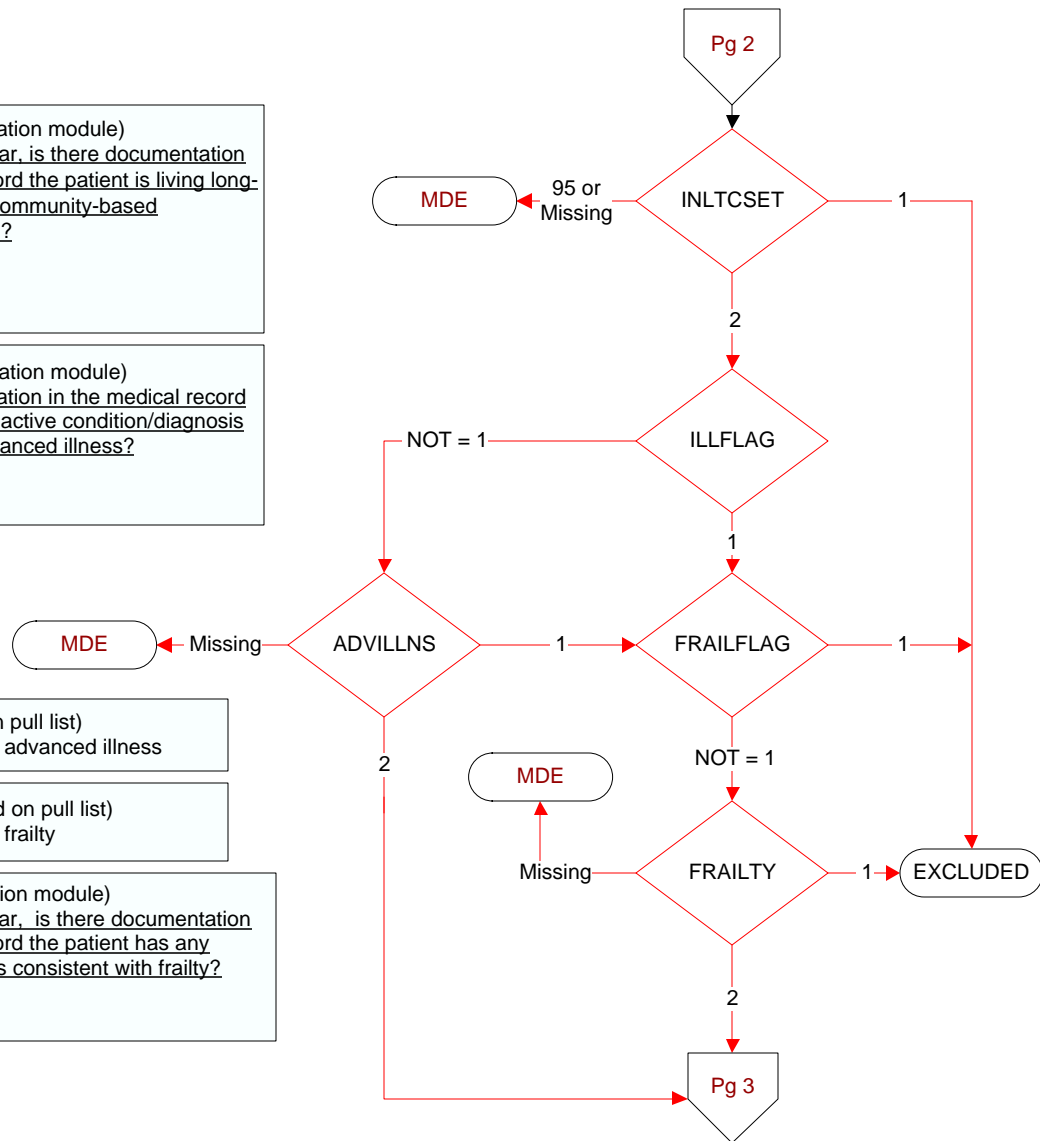 Pg 2
ation module)
ar, is there documentation
ord the patient is living long-
ommunity-based
?
MDE
95 or
Missing
INLTCSET
1
2
ation module)
ation in the medical record
active condition/diagnosis
vanced illness?
NOT = 1
ILLFLAG
1
MDE
Missing
ADVILLNS
1
FRAILFLAG
1
n pull list)
advanced illness
2
NOT = 1
MDE
d on pull list)
frailty
Missing
FRAILTY
1
EXCLUDED
tion module)
ar, is there documentation
ord the patient has any
s consistent with frailty?
2
Pg 3